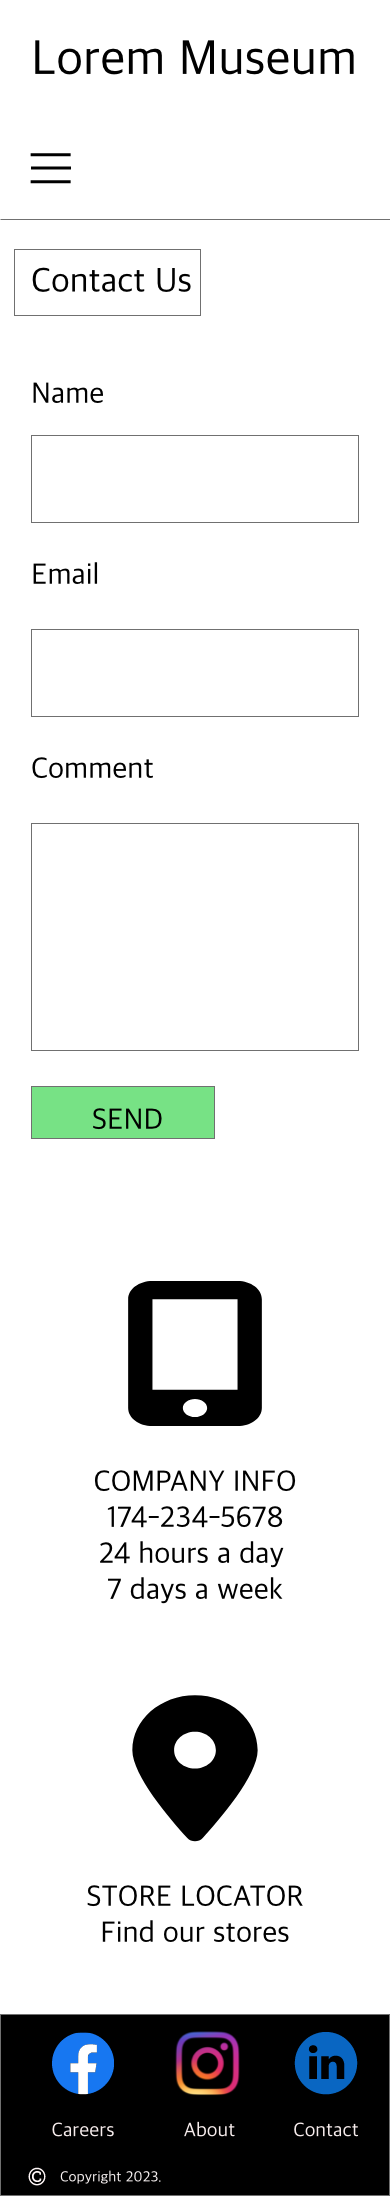 Lorem Museum
Contact Us
Name
Email
Comment
SEND
COMPANY INFO
174-234-5678
24 hours a day
7 days a week
STORE LOCATOR
Find our stores
Careers About Contact
© Copyright 2023.